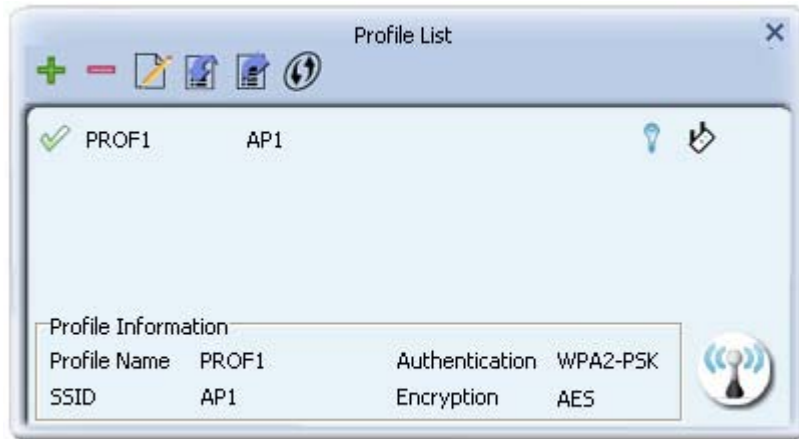 Profile List
PROF1 AP1
Profile Information
Profile Name PROF1 Authentication WPA2-PSK
SSID AP1 Encryption AES